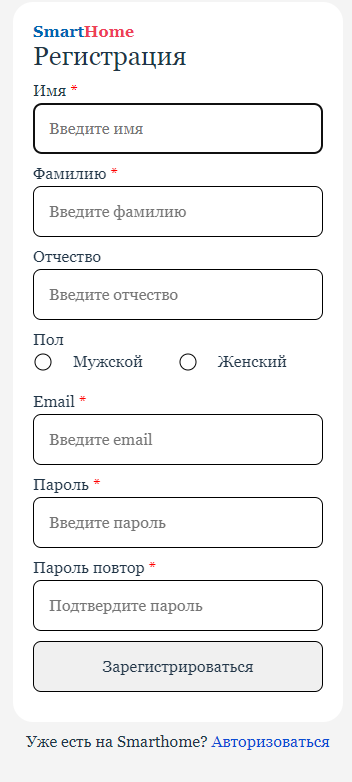 SmartHome
Регистрация
Имя *
Введите имя
Фамилию *
Введите фамилию
Отчество
Введите отчество
Пол
Мужской Женский
Email *
Введите email
Пароль *
Введите пароль
Пароль повтор *
Подтвердите пароль
Зарегистрироваться
Уже есть на Smarthome? Авторизоваться